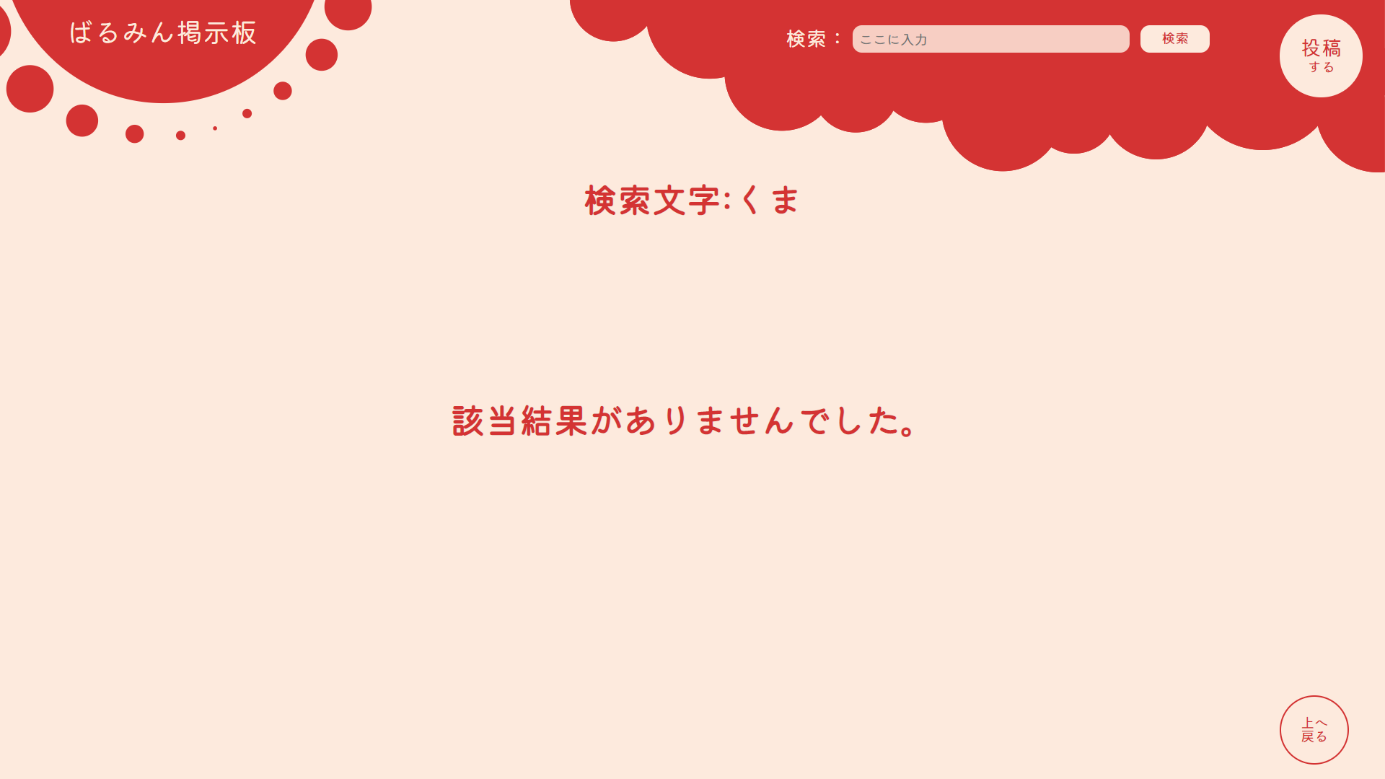 ばるみん掲示板
検索：
ここに入力
検索
投稿
する
検索文字:くま
該当結果がありませんでした。
上へ
戻る